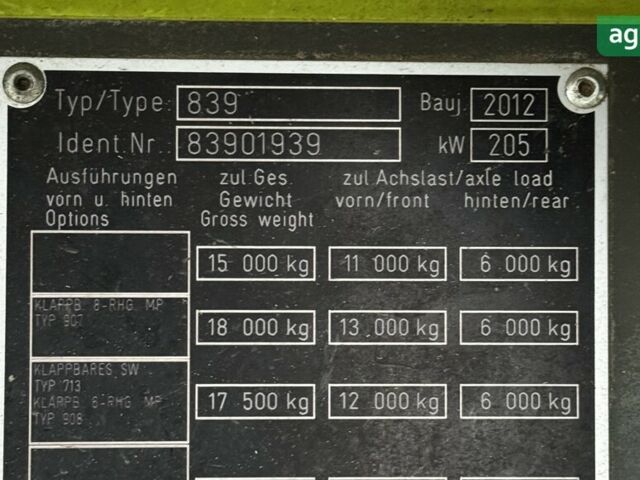 ag
Typ/Type 839 Bauj. 2012
Ident.Nr. 83901939 kW 205
Ausführungen zul.Ges. zul.Achslast/axle load
vorn u. hinten Gewicht vorn/front hinten/rear
Options Gross weight
15 000 kg 11 000 kg 6 000 kg
KLAPPB. 8-RHG. MP
TYP 907
18 000 kg 13 000 kg 6 000 kg
KLAPPBARES SW
TYP 713
KLAPPB. 6-RHG. MP
TYP 908
17 500 kg 12 000 kg 6 000 kg